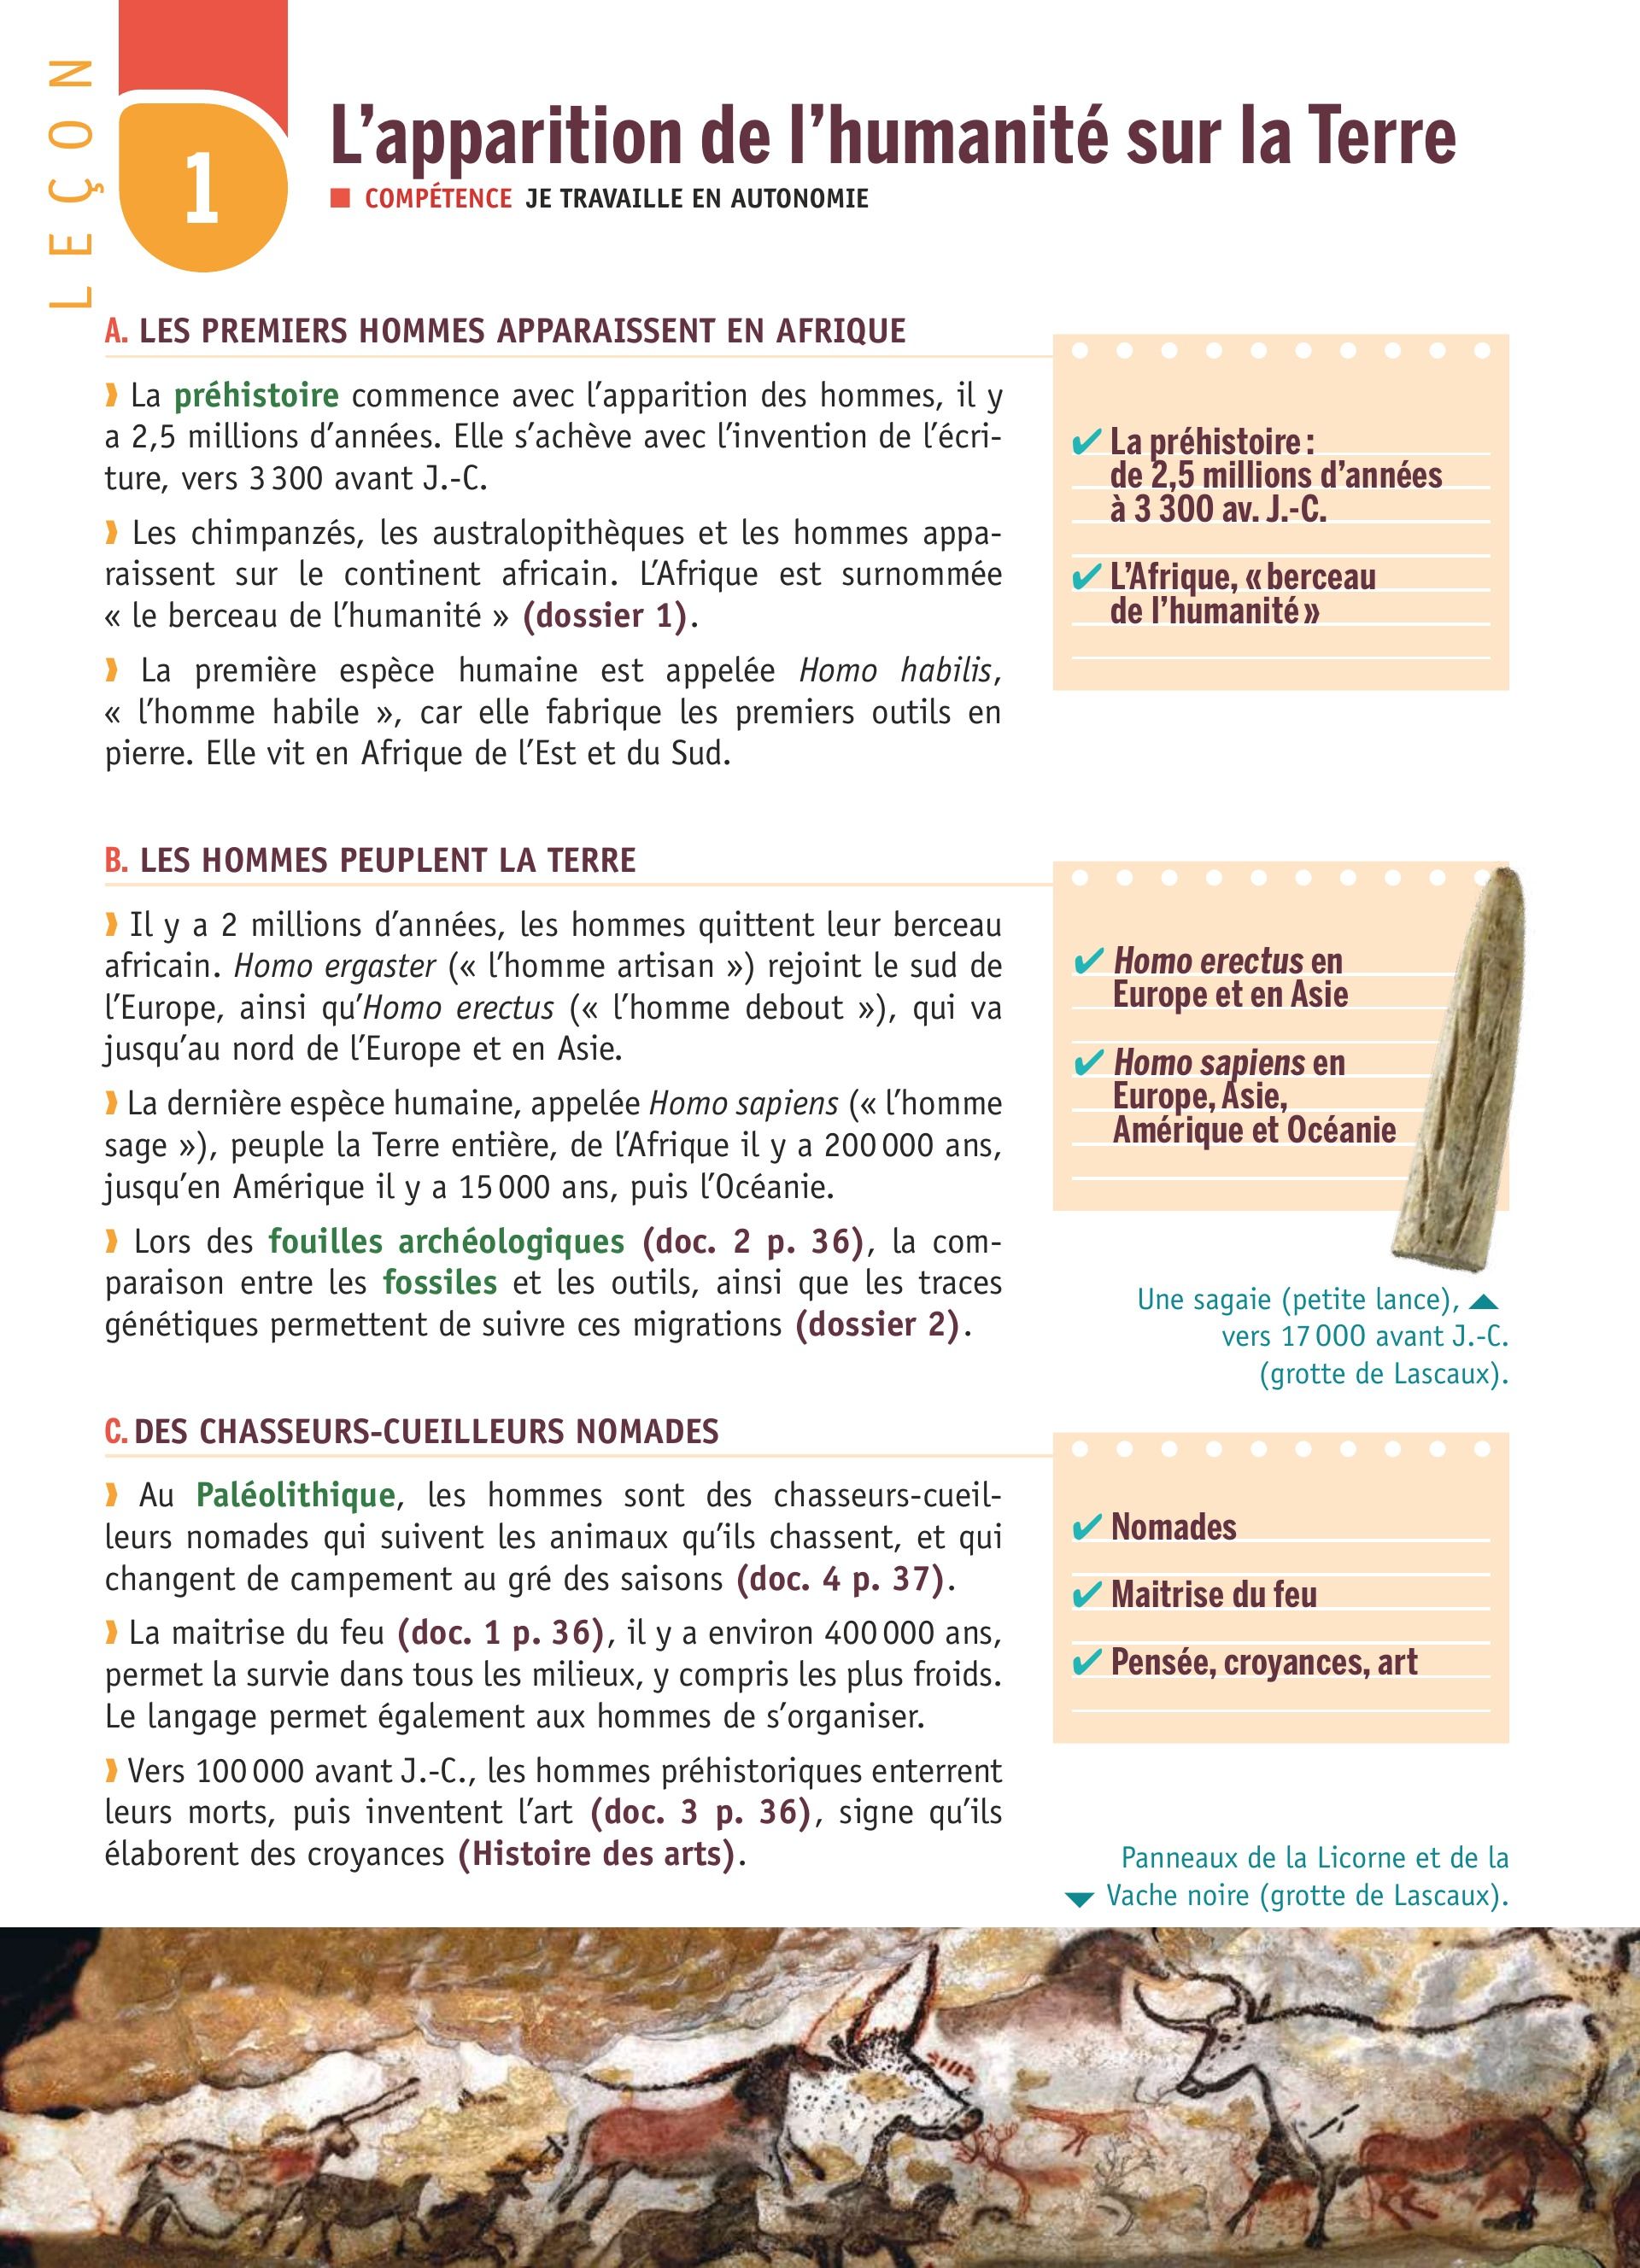 LEÇON
1
L’apparition de l’humanité sur la Terre
COMPÉTENCE JE TRAVAILLE EN AUTONOMIE
A. LES PREMIERS HOMMES APPARAISSENT EN AFRIQUE
La préhistoire commence avec l’apparition des hommes, il y
a 2,5 millions d’années. Elle s’achève avec l’invention de l’écri-
ture, vers 3 300 avant J.-C.
Les chimpanzés, les australopithèques et les hommes appa-
raissent sur le continent africain. L’Afrique est surnommée
« le berceau de l’humanité » (dossier 1).
La première espèce humaine est appelée Homo habilis,
« l’homme habile », car elle fabrique les premiers outils en
pierre. Elle vit en Afrique de l’Est et du Sud.
✔ La préhistoire :
de 2,5 millions d’années
à 3 300 av. J.-C.
✔ L’Afrique, « berceau
de l’humanité »
B. LES HOMMES PEUPLENT LA TERRE
Il y a 2 millions d’années, les hommes quittent leur berceau
africain. Homo ergaster (« l’homme artisan ») rejoint le sud de
l’Europe, ainsi qu’Homo erectus (« l’homme debout »), qui va
jusqu’au nord de l’Europe et en Asie.
La dernière espèce humaine, appelée Homo sapiens (« l’homme
sage »), peuple la Terre entière, de l’Afrique il y a 200 000 ans,
jusqu’en Amérique il y a 15 000 ans, puis l’Océanie.
Lors des fouilles archéologiques (doc. 2 p. 36), la com-
paraison entre les fossiles et les outils, ainsi que les traces
génétiques permettent de suivre ces migrations (dossier 2).
✔ Homo erectus en
Europe et en Asie
✔ Homo sapiens en
Europe, Asie,
Amérique et Océanie
Une sagaie (petite lance),
vers 17 000 avant J.-C.
(grotte de Lascaux).
C. DES CHASSEURS-CUEILLEURS NOMADES
Au Paléolithique, les hommes sont des chasseurs-cueil-
leurs nomades qui suivent les animaux qu’ils chassent, et qui
changent de campement au gré des saisons (doc. 4 p. 37).
La maitrise du feu (doc. 1 p. 36), il y a environ 400 000 ans,
permet la survie dans tous les milieux, y compris les plus froids.
Le langage permet également aux hommes de s’organiser.
Vers 100 000 avant J.-C., les hommes préhistoriques enterrent
leurs morts, puis inventent l’art (doc. 3 p. 36), signe qu’ils
élaborent des croyances (Histoire des arts).
✔ Nomades
✔ Maitrise du feu
✔ Pensée, croyances, art
Panneaux de la Licorne et de la
Vache noire (grotte de Lascaux).